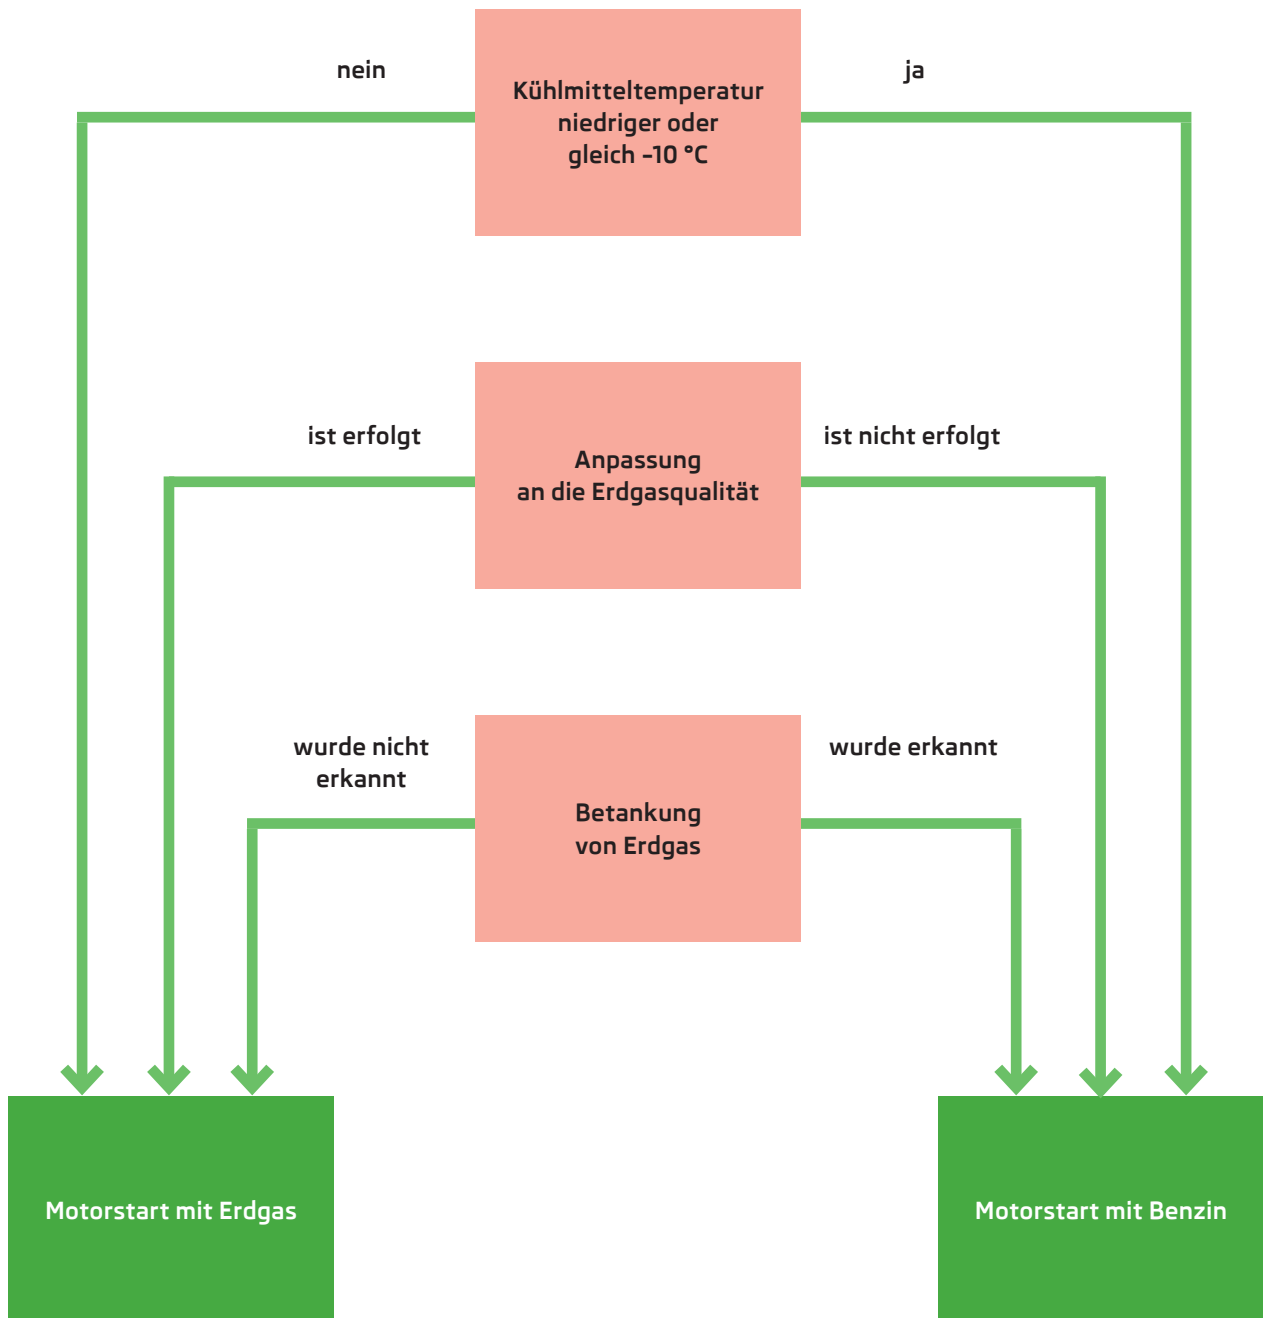 nein
ja
Kühlmitteltemperatur
niedriger oder
gleich –10 °C
ist erfolgt
ist nicht erfolgt
Anpassung
an die Erdgasqualität
wurde nicht
erkannt
wurde erkannt
Betankung
von Erdgas
Motorstart mit Erdgas
Motorstart mit Benzin